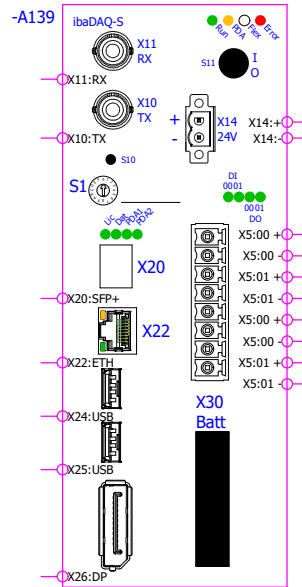 -A139
ibaDAQ-S
Run PDA Flex Error
X11
RX
S11
I
O
X11:RX
X10
TX
+
-
X14
24V
X14:+
X14:-
X10:TX
S10
DI
0001
S1
0001
DO
LIC Dat PDA1 PDA2
X5:00 +
X5:00 -
X20
X5:01 +
X5:01 -
X20:SFP+
X22
X5:00 +
X5:00 -
X22:ETH
X5:01 +
X5:01 -
X24:USB
X30
Batt
X25:USB
X26:DP